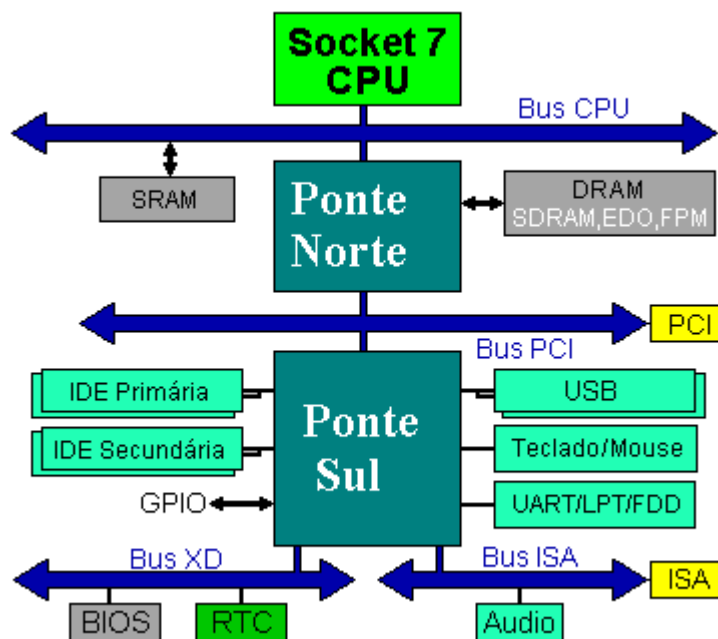 Socket 7
CPU
Bus CPU
SRAM
Ponte
Norte
DRAM
SDRAM,EDO,FPM
PCI
Bus PCI
IDE Primária
USB
Ponte
Sul
IDE Secundária
Teclado/Mouse
GPIO
UART/LPT/FDD
Bus XD
Bus ISA
ISA
BIOS
RTC
Audio